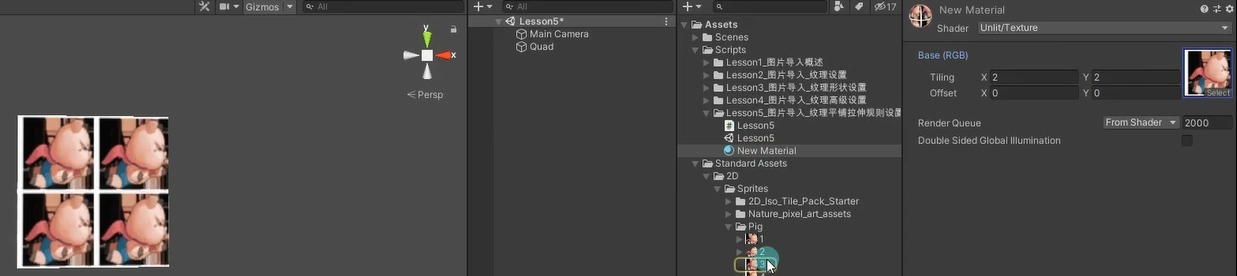 Gizmos
All
y
x
Persp
All
Lesson5*
Main Camera
Quad
17
Assets
Scenes
Scripts
Lesson1_图片导入概述
Lesson2_图片导入_纹理设置
Lesson3_图片导入_纹理形状设置
Lesson4_图片导入_纹理高级设置
Lesson5_图片导入_纹理平铺拉伸规则设置
Lesson5
Lesson5
New Material
Standard Assets
2D
Sprites
2D_Iso_Tile_Pack_Starter
Nature_pixel_art_assets
Pig
1
2
3
New Material
Shader Unlit/Texture
Base (RGB)
Tiling X 2 Y 2
Offset X 0 Y 0
Select
Render Queue From Shader 2000
Double Sided Global Illumination